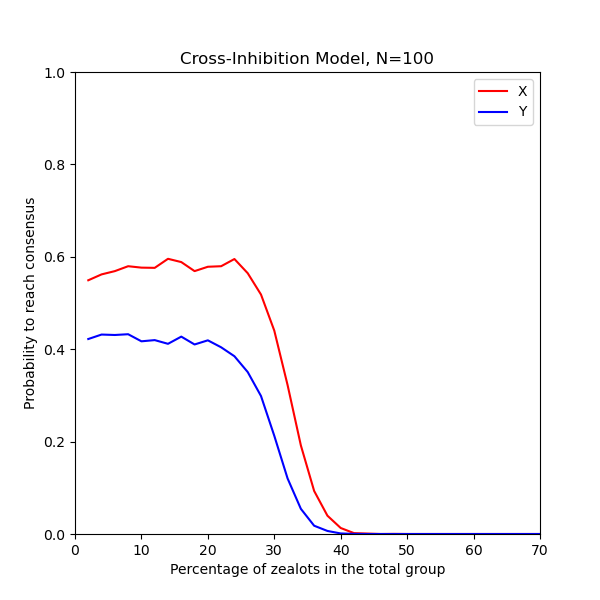 Cross-Inhibition Model, N=100
1.0
0.8
0.6
0.4
0.2
0.0
Probability to reach consensus
X
Y
0 10 20 30 40 50 60 70
Percentage of zealots in the total group